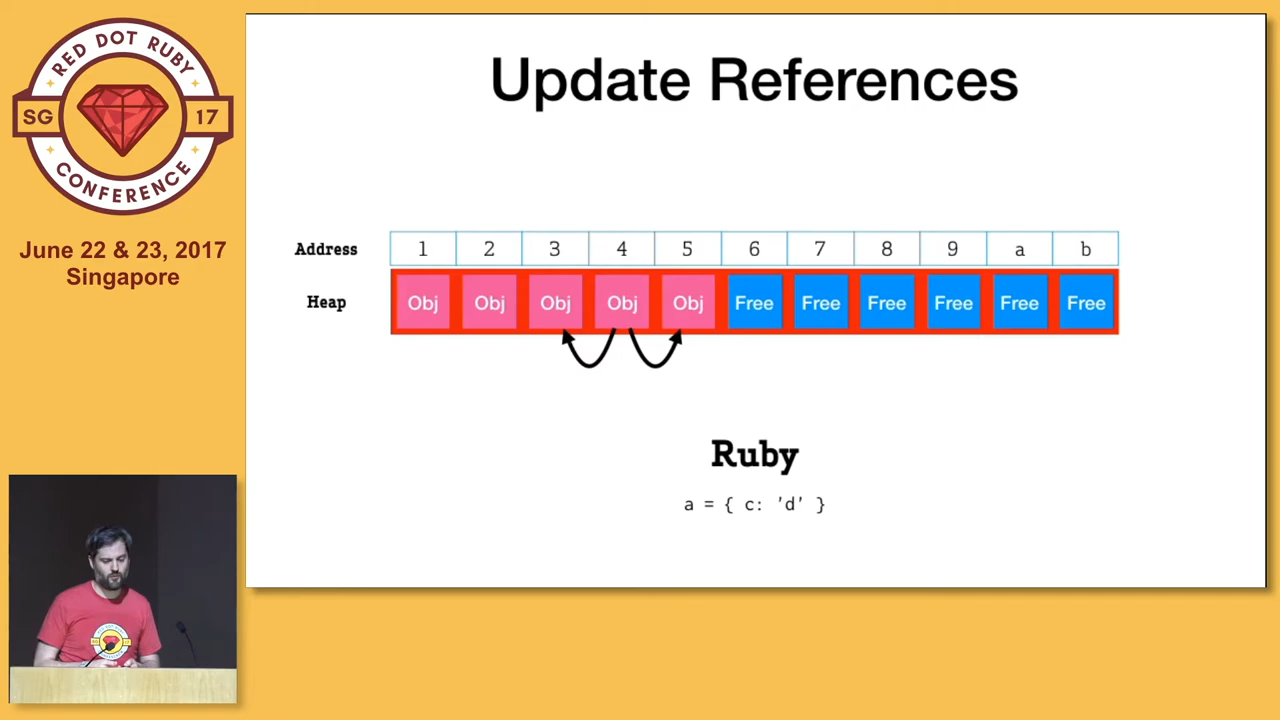 RED DOT RUBY
SG 17
CONFERENCE
June 22 & 23, 2017
Singapore
Update References
Address 1 2 3 4 5 6 7 8 9 a b
Heap Obj Obj Obj Obj Obj Free Free Free Free Free Free
Ruby
a = { c: 'd' }